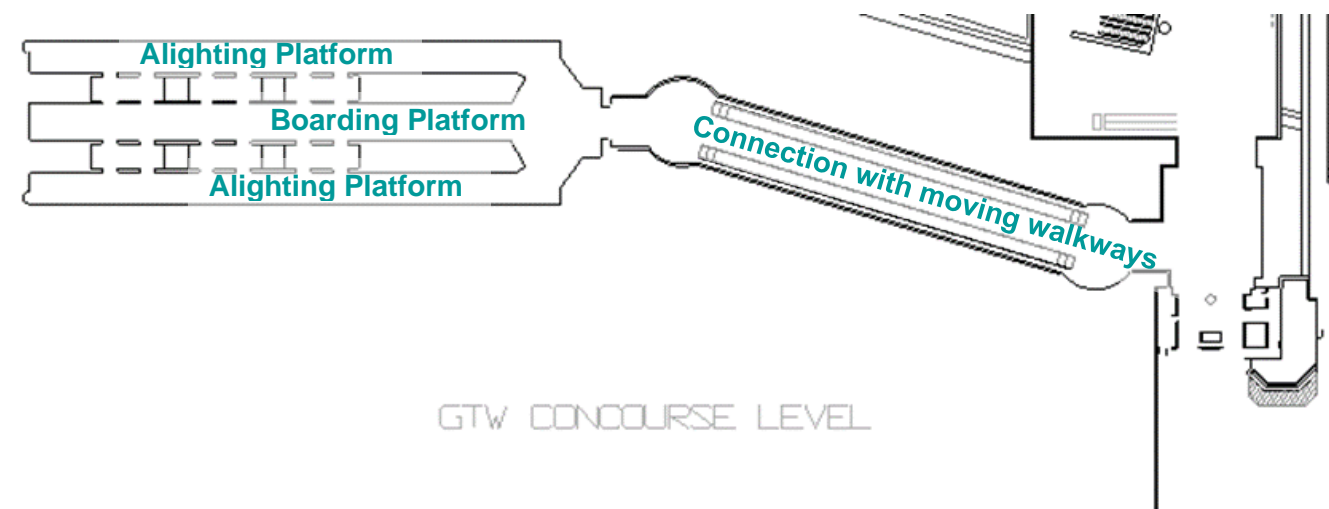 Alighting Platform
Boarding Platform
Alighting Platform
Connection with moving walkways
GTW CONCOURSE LEVEL